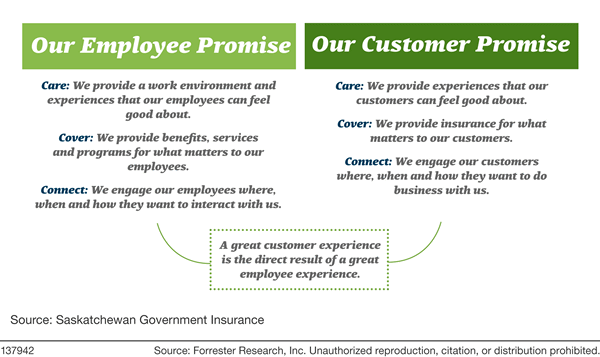 Our Employee Promise
Care: We provide a work environment and
experiences that our employees can feel
good about.
Cover: We provide benefits, services
and programs for what matters to our
employees.
Connect: We engage our employees where,
when and how they want to interact with us.
Our Customer Promise
Care: We provide experiences that our
customers can feel good about.
Cover: We provide insurance for what
matters to our customers.
Connect: We engage our customers
where, when and how they want to do
business with us.
A great customer experience
is the direct result of a great
employee experience.
Source: Saskatchewan Government Insurance
137942
Source: Forrester Research, Inc. Unauthorized reproduction, citation, or distribution prohibited.